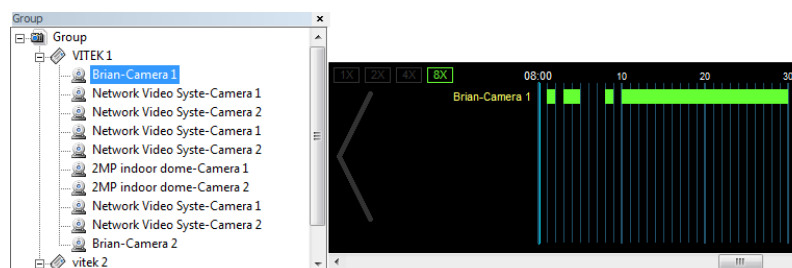 Group
Group
VITEK 1
Brian-Camera 1
Network Video Syste-Camera 1
Network Video Syste-Camera 2
Network Video Syste-Camera 1
Network Video Syste-Camera 2
2MP indoor dome-Camera 1
2MP indoor dome-Camera 2
Network Video Syste-Camera 1
Network Video Syste-Camera 2
Brian-Camera 2
vitek 2
1X 2X 4X 8X 08:00 10 20 30
Brian-Camera 1